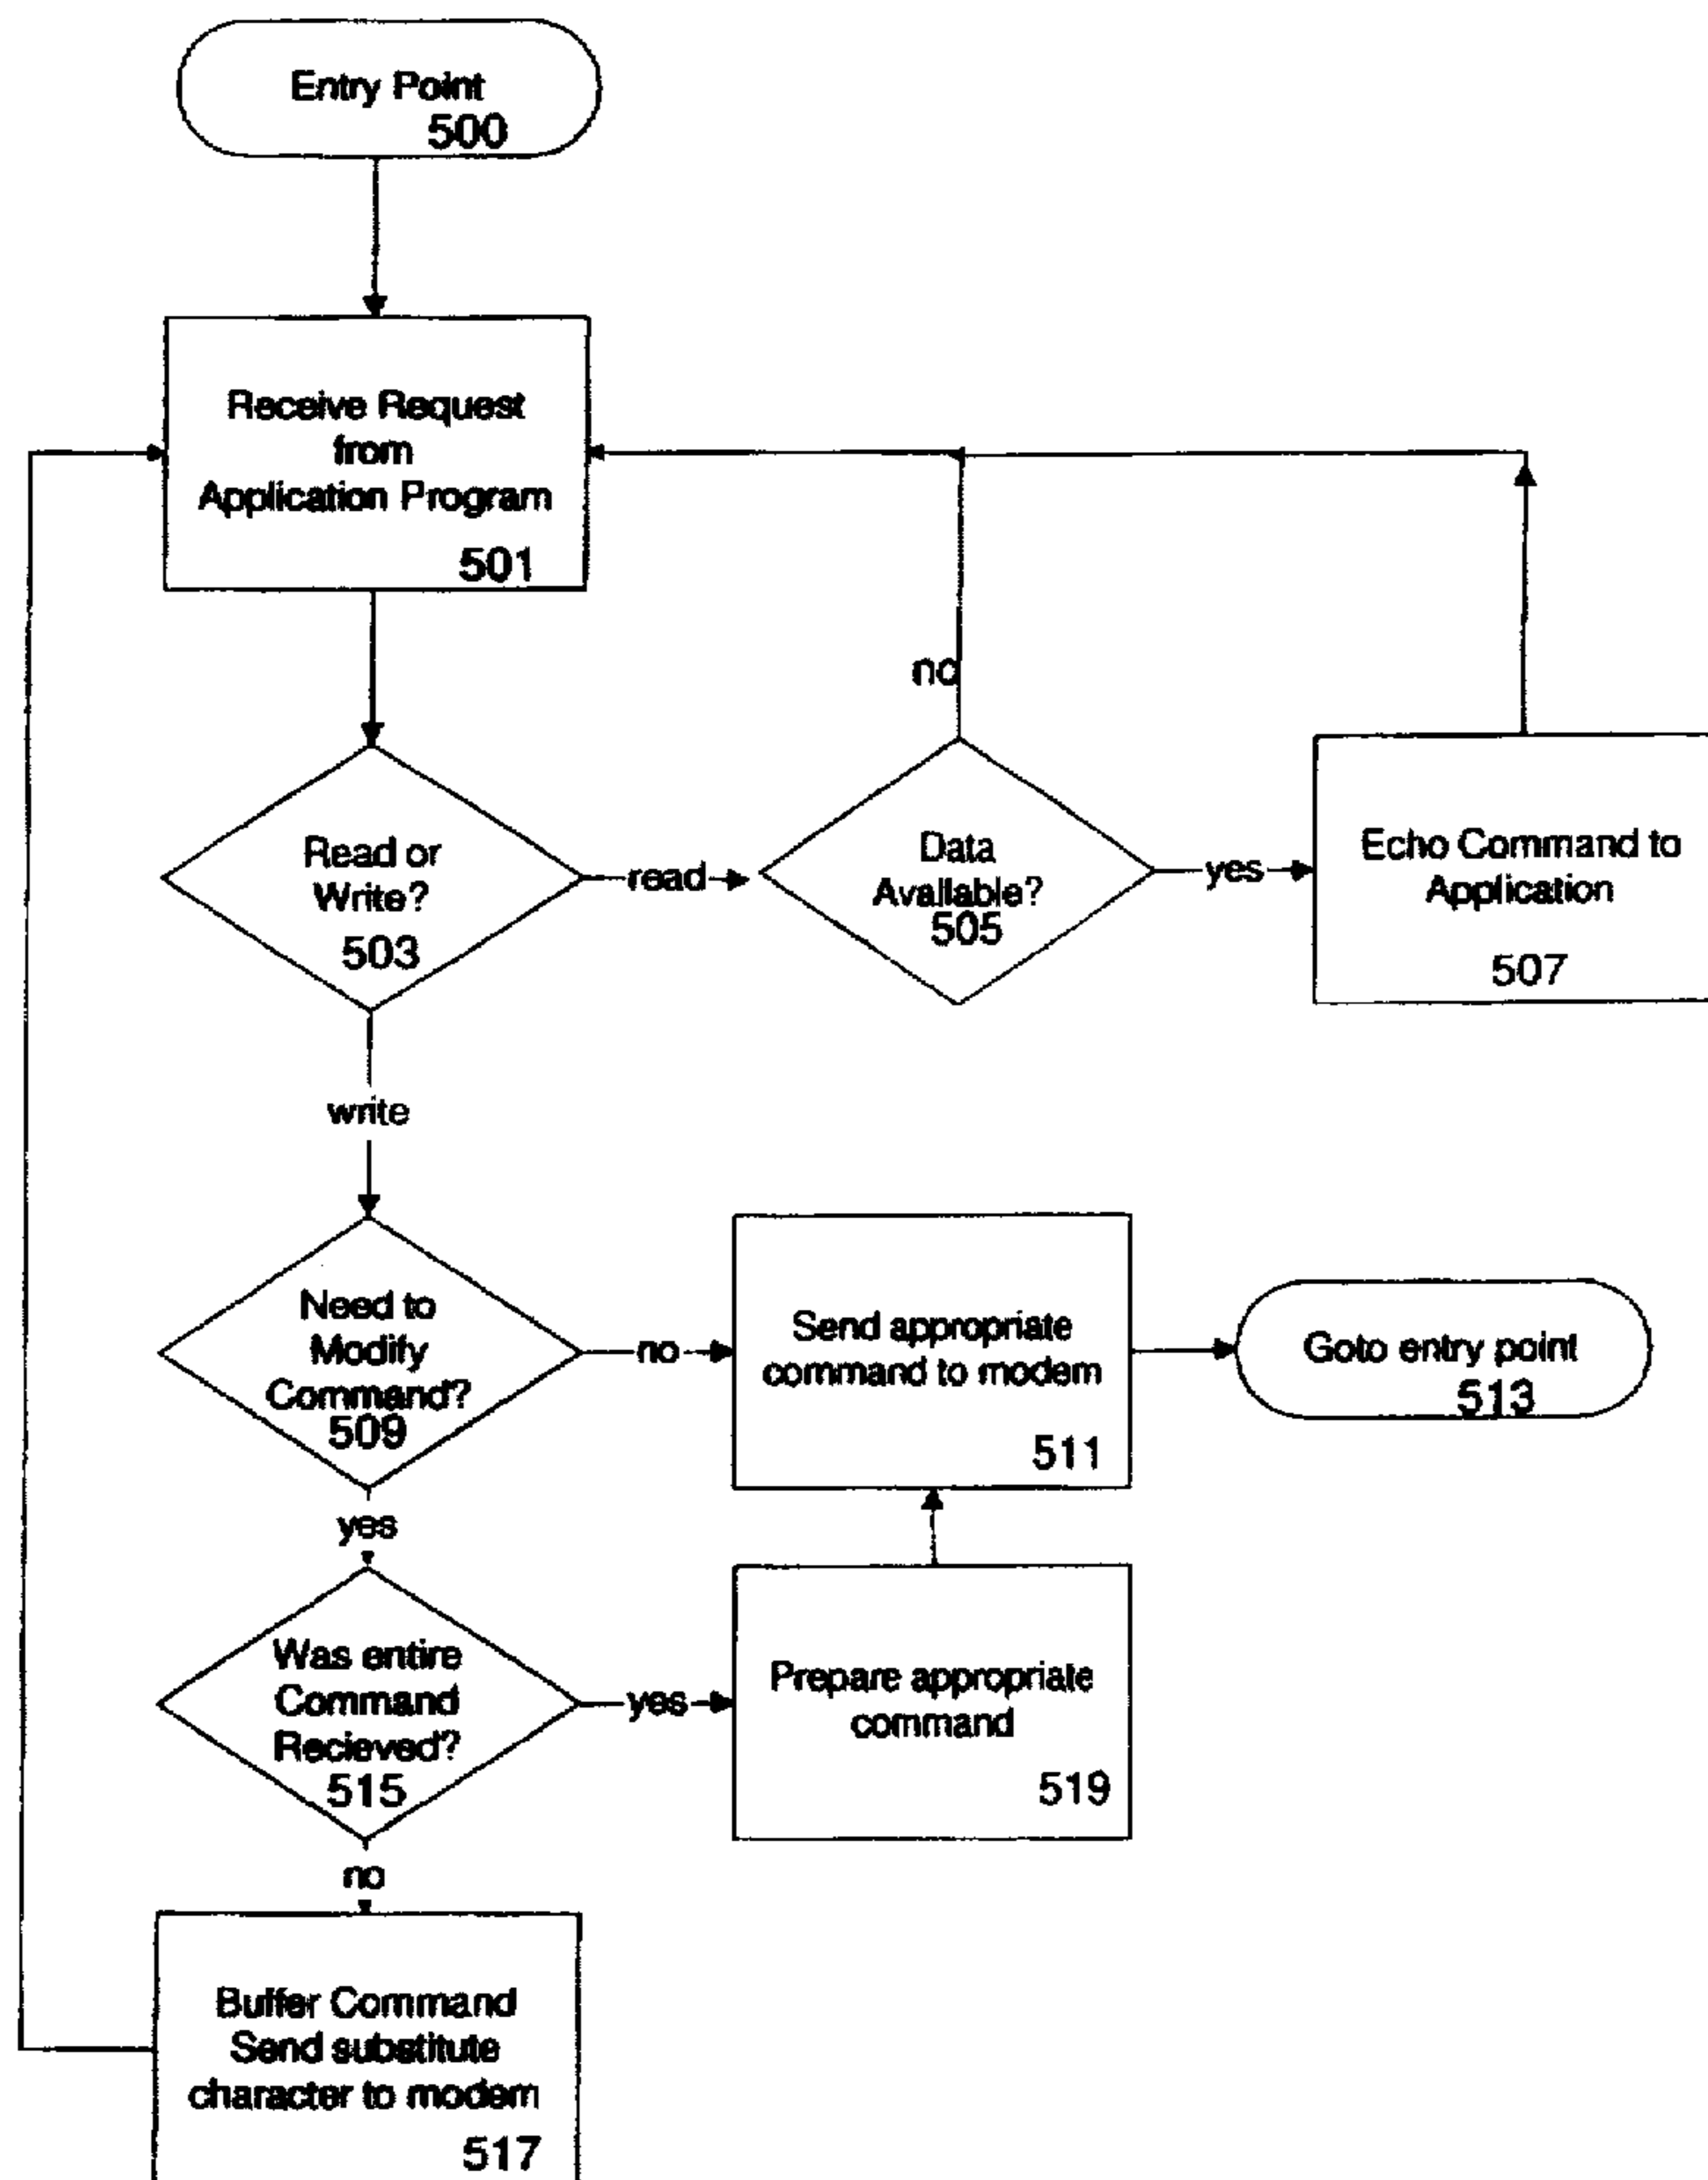 Entry Point
500
Receive Request
from
Application Program
501
no
Read or
Write?
503
read
Data
Available?
505
yes
Echo Command to
Application
507
write
Need to
Modify
Command?
509
no
Send appropriate
command to modem
511
Goto entry point
513
yes
Was entire
Command
Recieved?
515
yes
Prepare appropriate
command
519
no
Buffer Command
Send substitute
character to modem
517